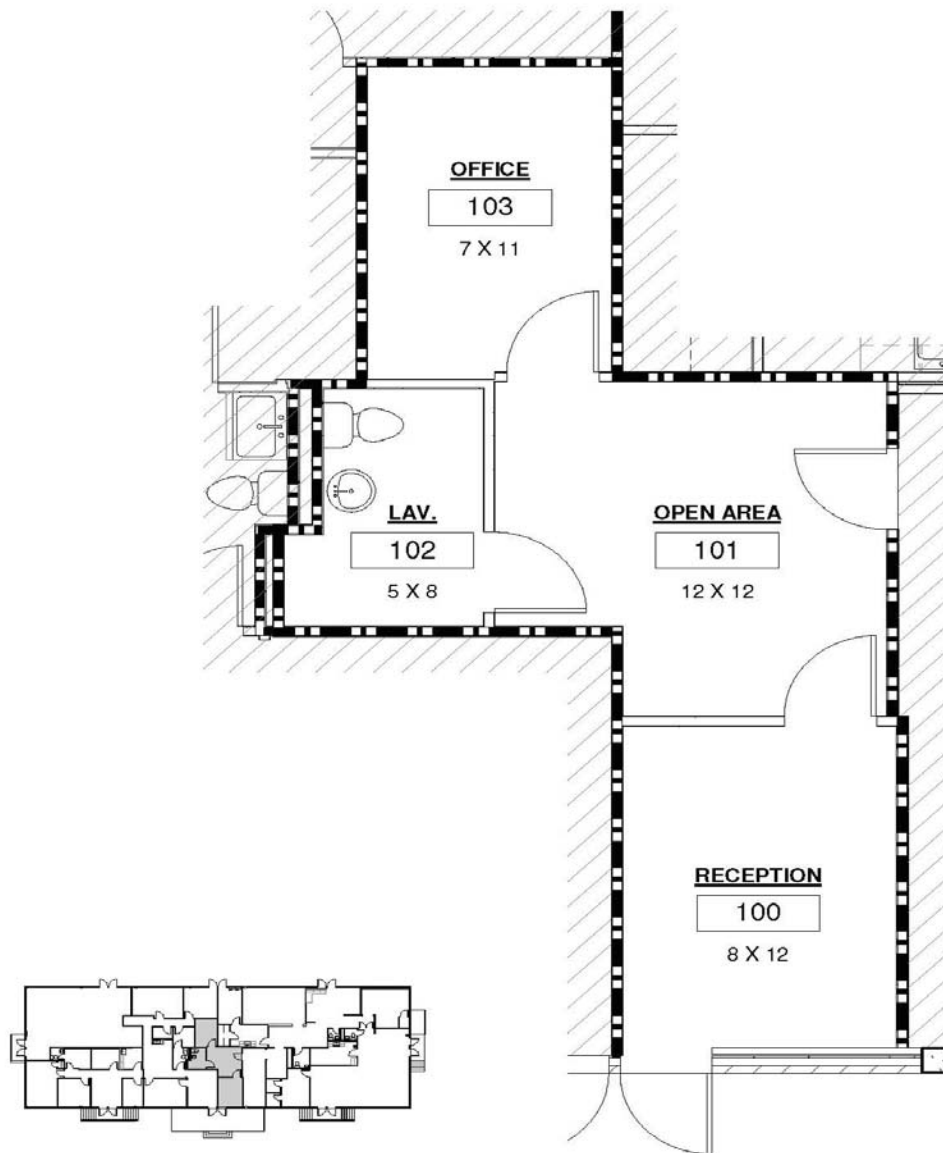 OFFICE
103
7 X 11
LAV.
102
5 X 8
OPEN AREA
101
12 X 12
RECEPTION
100
8 X 12